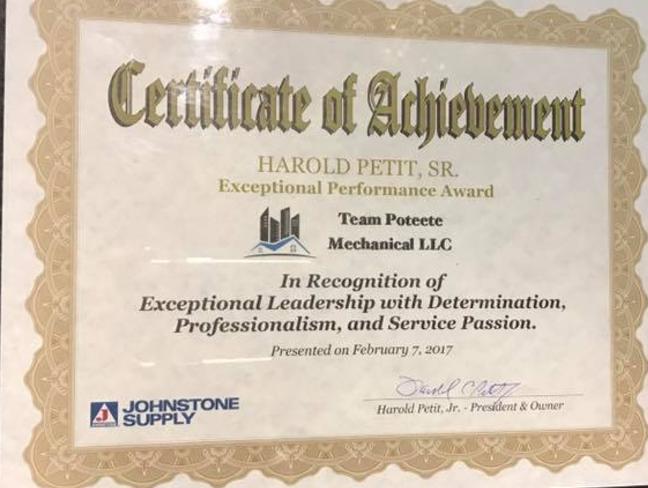 Certificate of Achievement
HAROLD PETIT, SR.
Exceptional Performance Award
Team Poteete
Mechanical LLC
In Recognition of
Exceptional Leadership with Determination,
Professionalism, and Service Passion.
Presented on February 7, 2017
Harold Petit, Jr. - President & Owner
J JOHNSTONE
SUPPLY